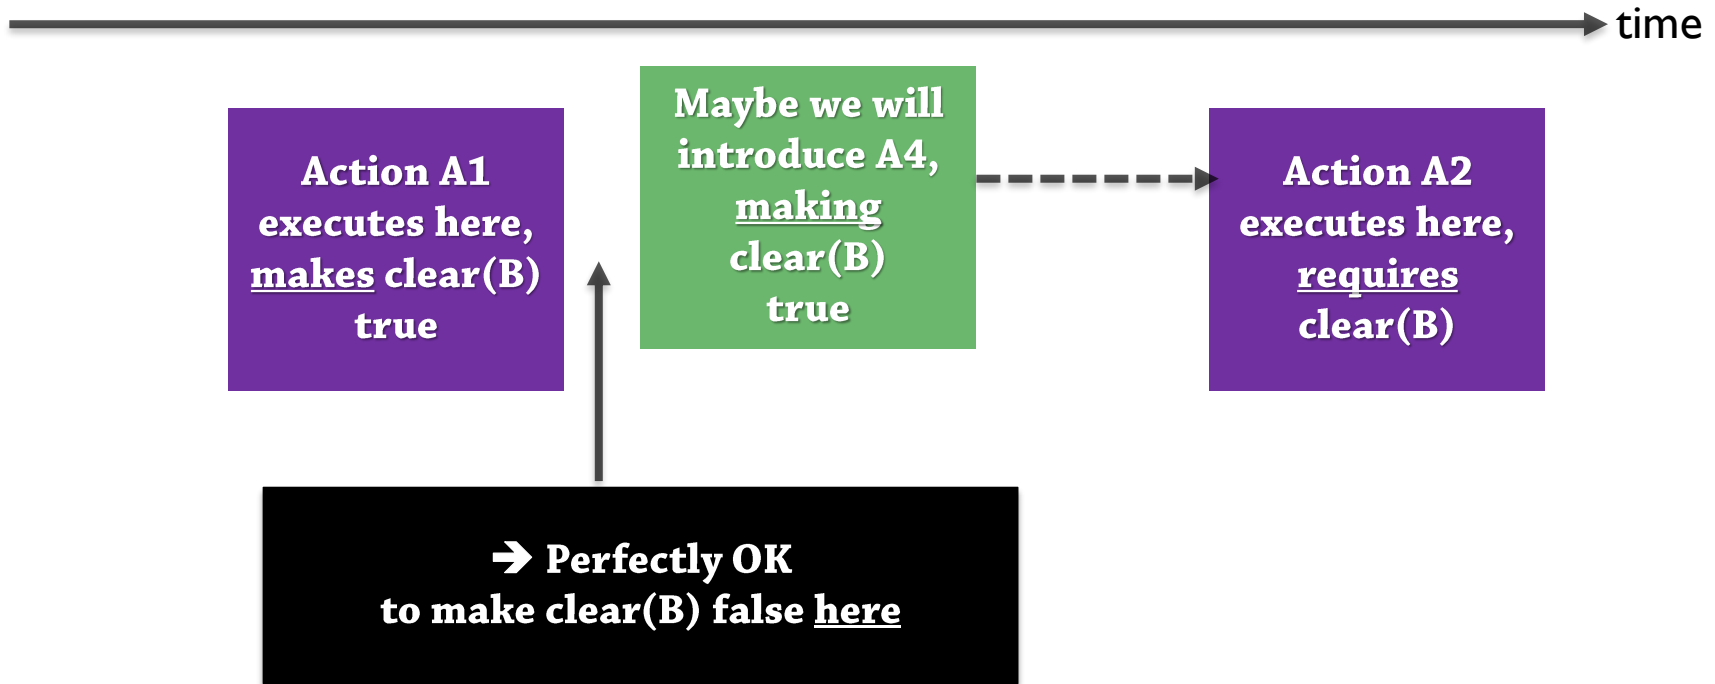 time
Action A1
executes here,
makes clear(B)
true
Maybe we will
introduce A4,
making
clear(B)
true
Action A2
executes here,
requires
clear(B)
➔ Perfectly OK
to make clear(B) false here